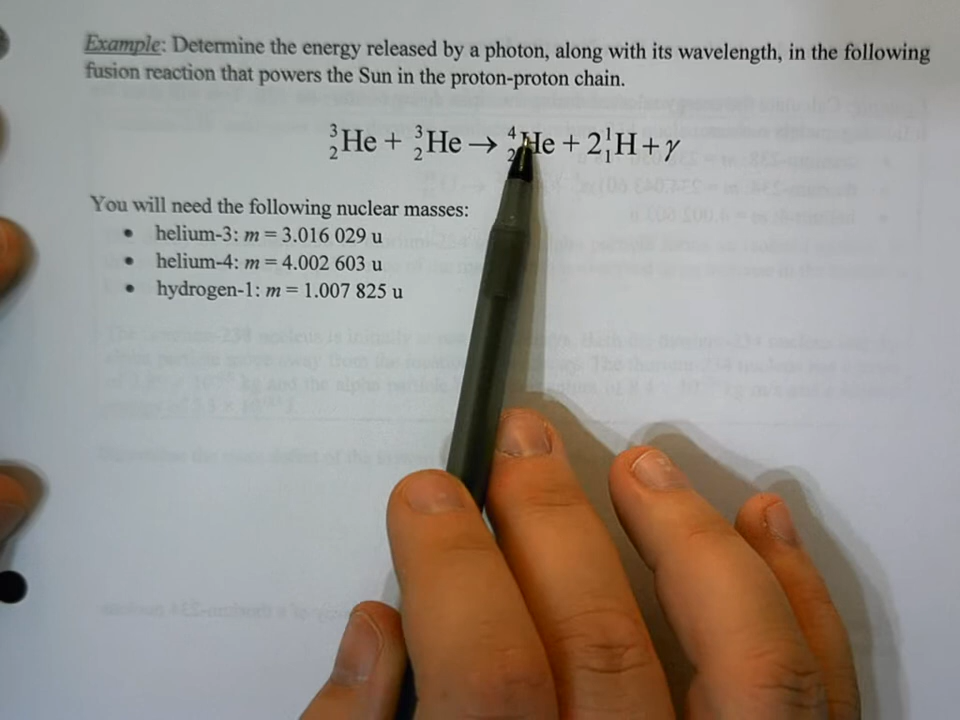 Example: Determine the energy released by a photon, along with its wavelength, in the following
fusion reaction that powers the Sun in the proton-proton chain.
³₂He + ³₂He → ⁴₂He + 2¹₁H + γ
You will need the following nuclear masses:
• helium-3: m = 3.016 029 u
• helium-4: m = 4.002 603 u
• hydrogen-1: m = 1.007 825 u